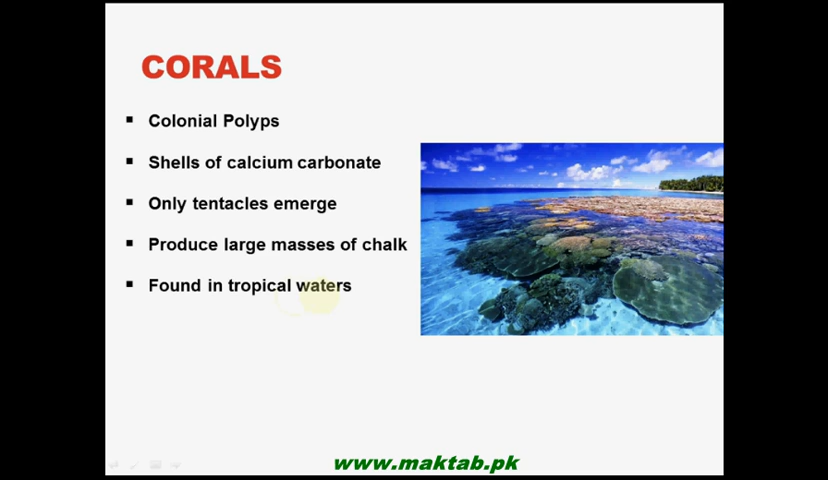 CORALS
Colonial Polyps
Shells of calcium carbonate
Only tentacles emerge
Produce large masses of chalk
Found in tropical waters
www.maktab.pk